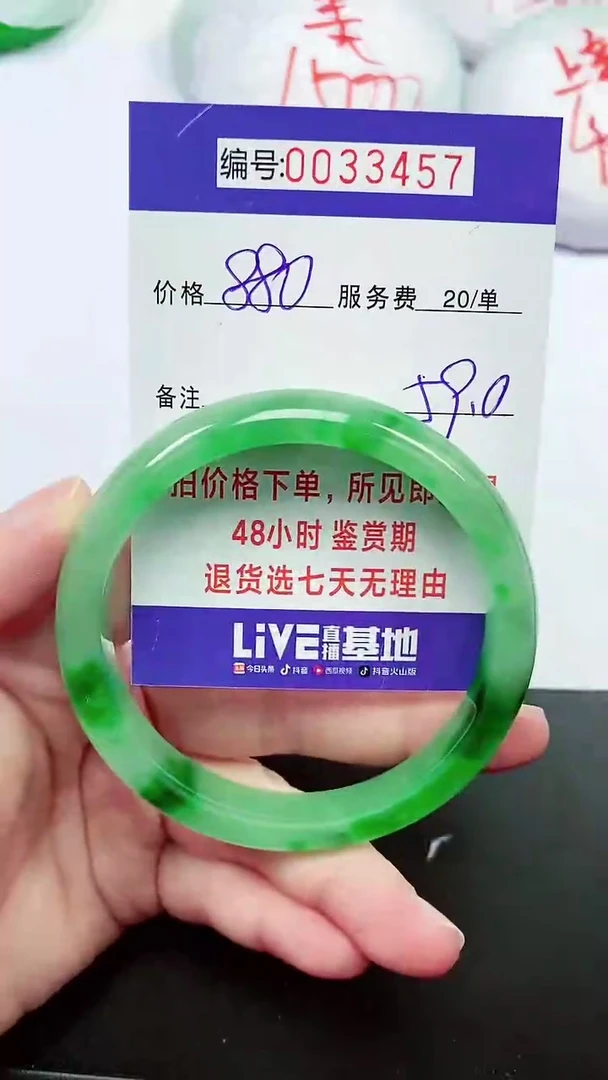 美
1500
编号:0033457
价格 880 服务费 20/单
备注 59.0
拍价格下单，所见即
48小时 鉴赏期
退货选七天无理由
LiVE直播基地
今日头条 抖音 西瓜视频 抖音火山版